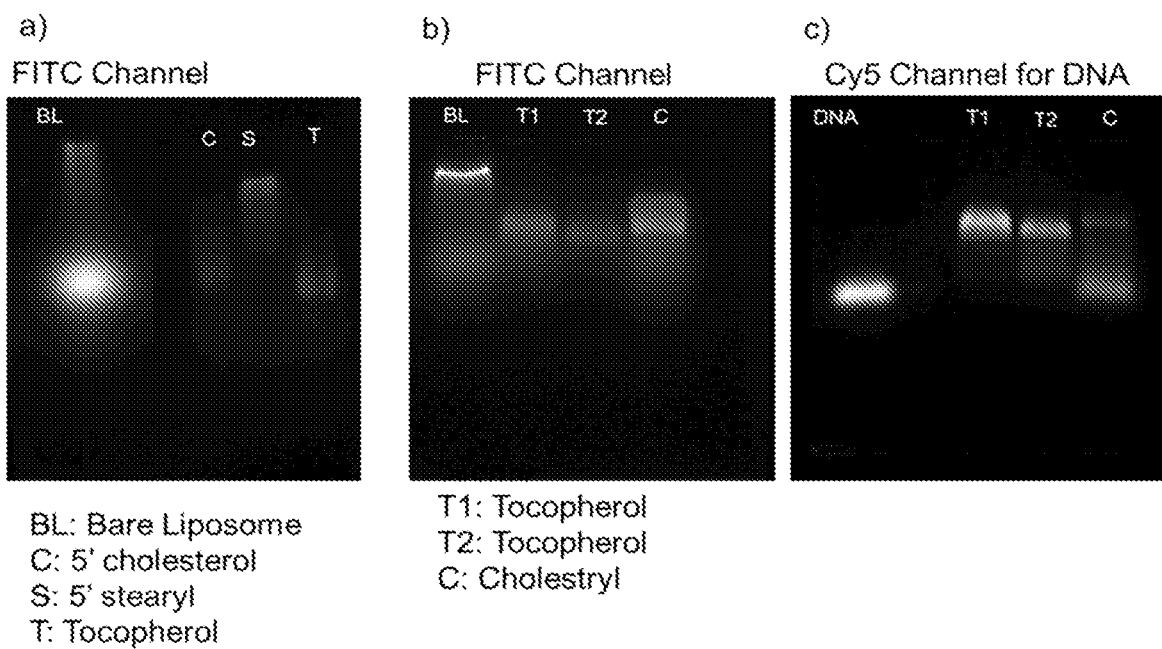 a)
FITC Channel
BL
C S T
BL: Bare Liposome
C: 5' cholesterol
S: 5' stearyl
T: Tocopherol
b)
FITC Channel
BL T1 T2 C
T1: Tocopherol
T2: Tocopherol
C: Cholestryl
c)
Cy5 Channel for DNA
DNA T1 T2 C